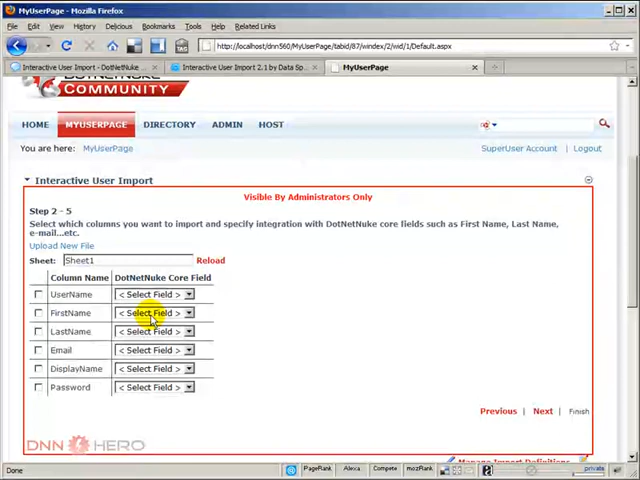 MyUserPage - Mozilla Firefox
File Edit View History Bookmarks Tools Help Related Links
TAG http://localhost/dnn560/MyUserPage/tabid/87/windex/2/wid/1/Default.aspx
Interactive User Import - DotNetNuke ... Interactive User Import 2.1 by Data Sp... MyUserPage
COMMUNITY
HOME MYUSERPAGE DIRECTORY ADMIN HOST
You are here: MyUserPage SuperUser Account | Logout
Interactive User Import
Visible By Administrators Only
Step 2 - 5
Select which columns you want to import and specify integration with DotNetNuke core fields such as First Name, Last Name,
e-mail...etc.
Upload New File
Sheet: Sheet1 Reload
Column Name DotNetNuke Core Field
UserName < Select Field >
FirstName < Select Field >
LastName < Select Field >
Email < Select Field >
DisplayName < Select Field >
Password < Select Field >
Previous | Next | Finish
DNN HERO
Manage Import Definitions
Done PageRank Alexa Compete mozRank private